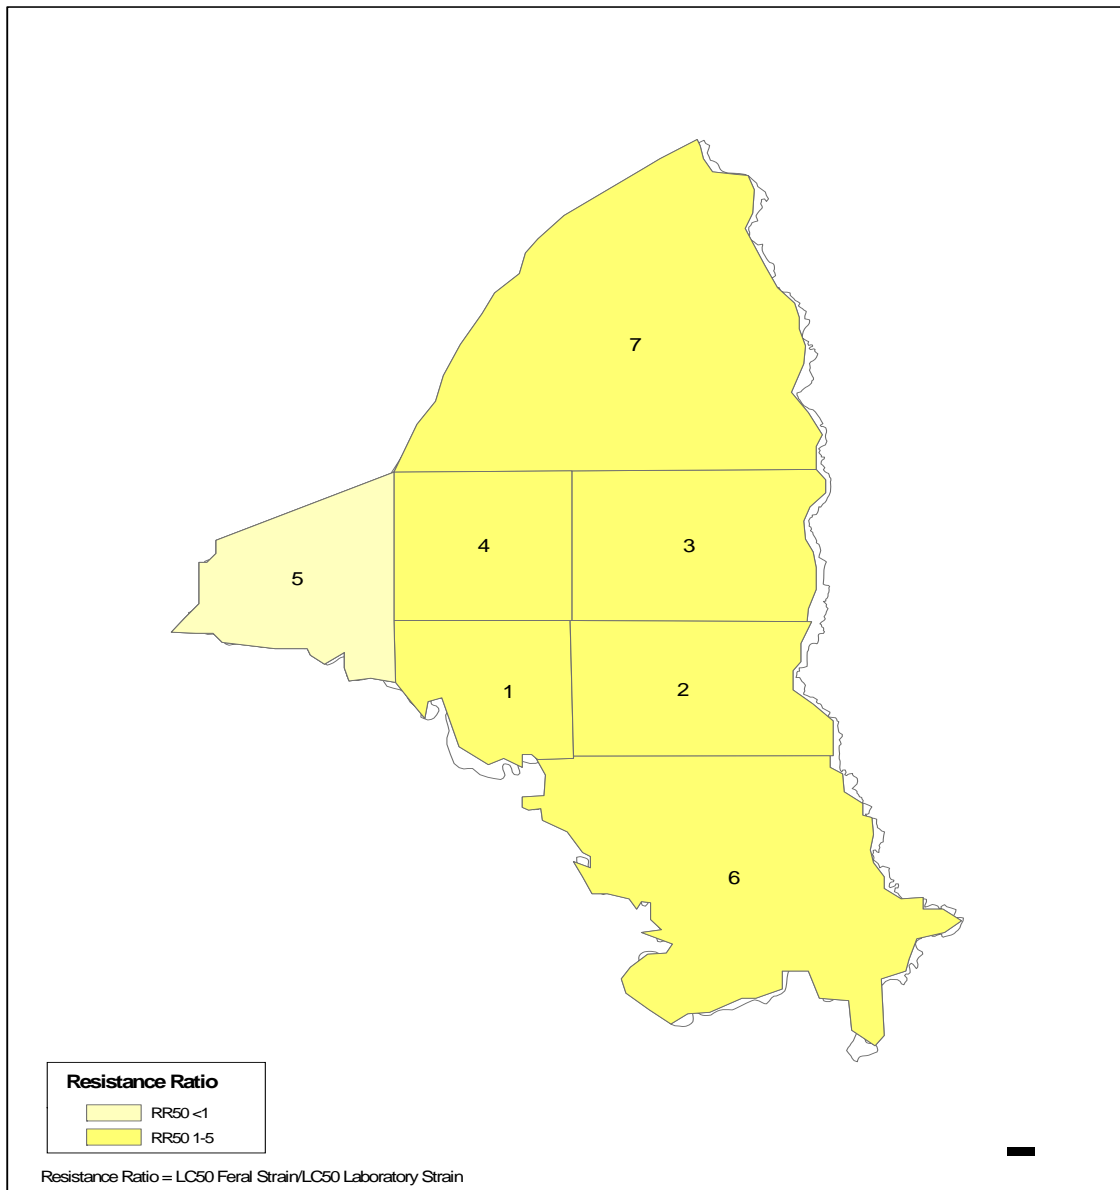 7
4
3
5
1
2
6
Resistance Ratio
RR50 <1
RR50 1-5
Resistance Ratio = LC50 Feral Strain/LC50 Laboratory Strain